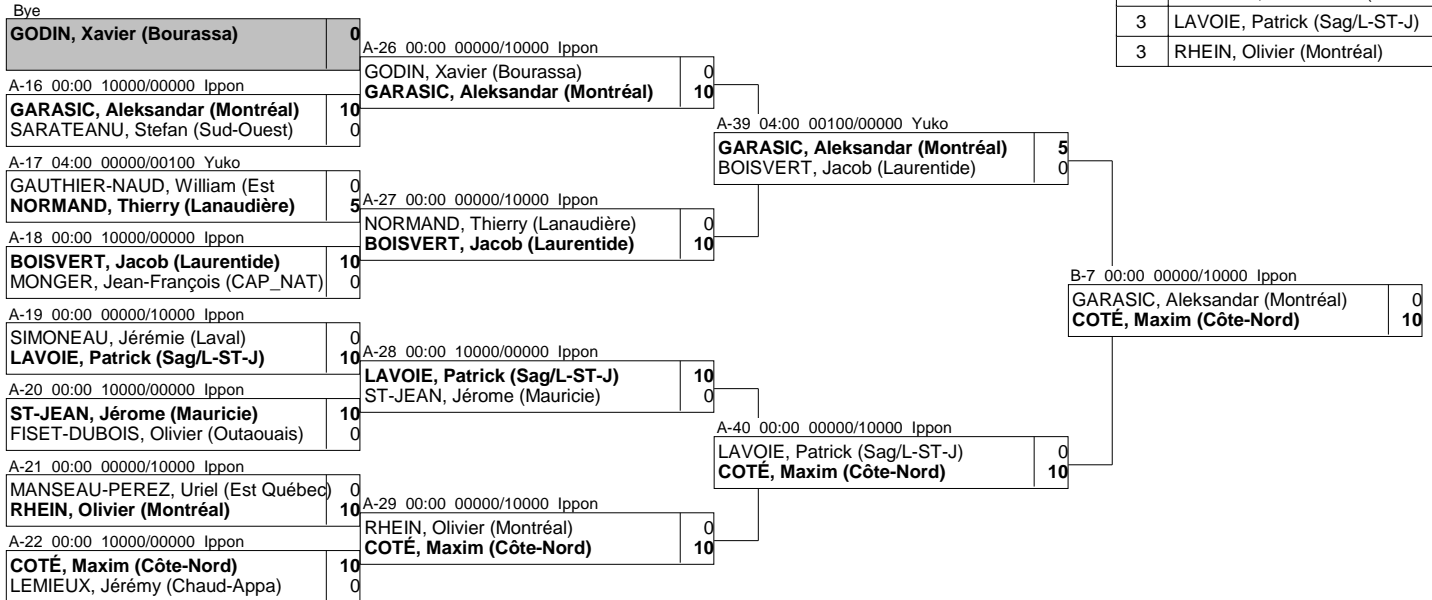 Bye
GODIN, Xavier (Bourassa) 0
A-16 00:00 10000/00000 Ippon
GARASIC, Aleksandar (Montréal) 10
SARATEANU, Stefan (Sud-Ouest) 0
A-17 04:00 00000/00100 Yuko
GAUTHIER-NAUD, William (Est 0
NORMAND, Thierry (Lanaudière) 5
A-18 00:00 10000/00000 Ippon
BOISVERT, Jacob (Laurentide) 10
MONGER, Jean-François (CAP_NAT) 0
A-19 00:00 00000/10000 Ippon
SIMONEAU, Jérémie (Laval) 0
LAVOIE, Patrick (Sag/L-ST-J) 10
A-20 00:00 10000/00000 Ippon
ST-JEAN, Jérome (Mauricie) 10
FISET-DUBOIS, Olivier (Outaouais) 0
A-21 00:00 00000/10000 Ippon
MANSEAU-PEREZ, Uriel (Est Québec) 0
RHEIN, Olivier (Montréal) 10
A-22 00:00 10000/00000 Ippon
COTÉ, Maxim (Côte-Nord) 10
LEMIEUX, Jérémy (Chaud-Appa) 0
A-26 00:00 00000/10000 Ippon
GODIN, Xavier (Bourassa) 0
GARASIC, Aleksandar (Montréal) 10
A-27 00:00 00000/10000 Ippon
NORMAND, Thierry (Lanaudière) 0
BOISVERT, Jacob (Laurentide) 10
A-28 00:00 10000/00000 Ippon
LAVOIE, Patrick (Sag/L-ST-J) 10
ST-JEAN, Jérome (Mauricie) 0
A-29 00:00 00000/10000 Ippon
RHEIN, Olivier (Montréal) 0
COTÉ, Maxim (Côte-Nord) 10
A-39 04:00 00100/00000 Yuko
GARASIC, Aleksandar (Montréal) 5
BOISVERT, Jacob (Laurentide) 0
A-40 00:00 00000/10000 Ippon
LAVOIE, Patrick (Sag/L-ST-J) 0
COTÉ, Maxim (Côte-Nord) 10
B-7 00:00 00000/10000 Ippon
GARASIC, Aleksandar (Montréal) 0
COTÉ, Maxim (Côte-Nord) 10
3 LAVOIE, Patrick (Sag/L-ST-J)
3 RHEIN, Olivier (Montréal)